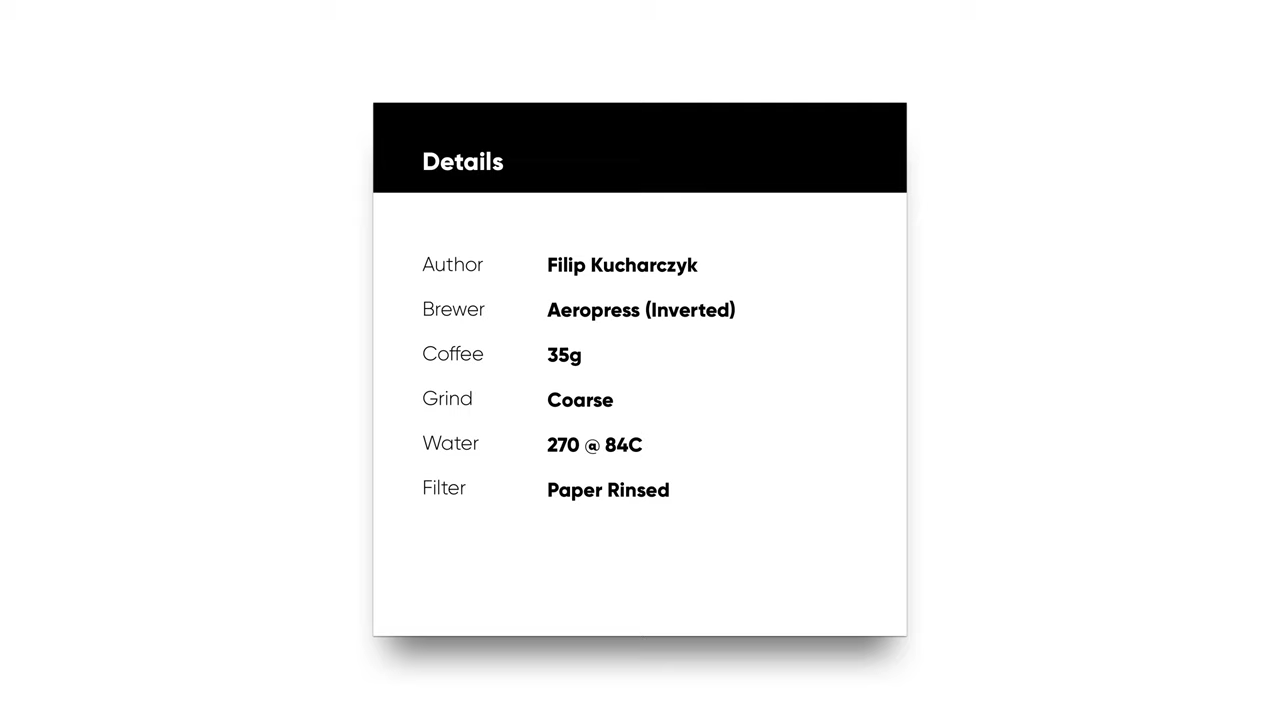 Details
Author Filip Kucharczyk
Brewer Aeropress (Inverted)
Coffee 35g
Grind Coarse
Water 270 @ 84C
Filter Paper Rinsed